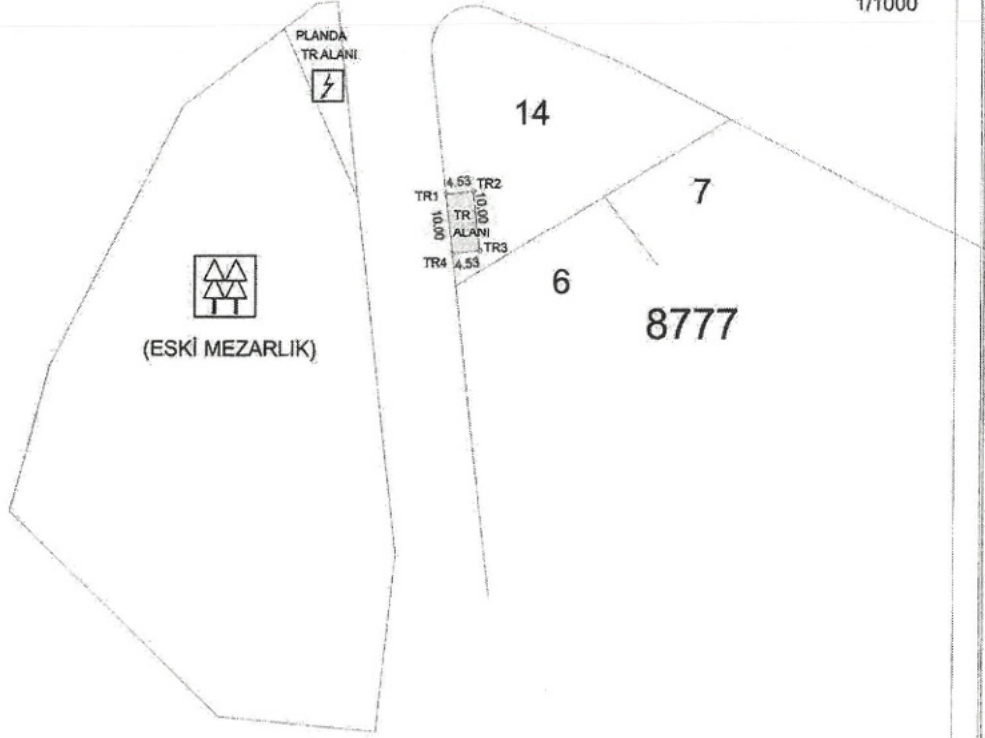 1/1000
PLANDA
TR ALANI
14
7
4.53
TR2
TR1
10.00
10.00
TR
ALANI
TR3
TR4
4.53
6
8777
(ESKİ MEZARLIK)